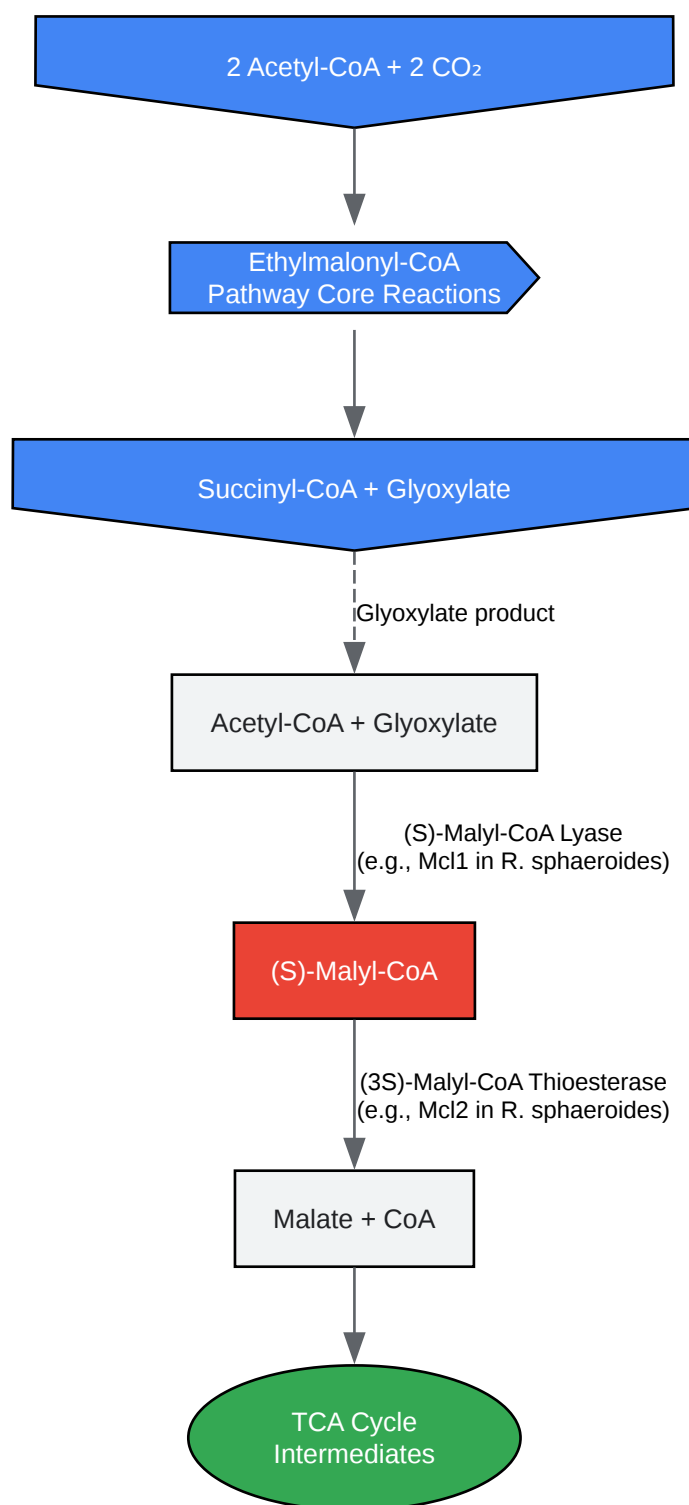 2 Acetyl-CoA + 2 CO₂
Ethylmalonyl-CoA
Pathway Core Reactions
Succinyl-CoA + Glyoxylate
Glyoxylate product
Acetyl-CoA + Glyoxylate
(S)-Malyl-CoA Lyase
(e.g., Mcl1 in R. sphaeroides)
(S)-Malyl-CoA
(3S)-Malyl-CoA Thioesterase
(e.g., Mcl2 in R. sphaeroides)
Malate + CoA
TCA Cycle
Intermediates